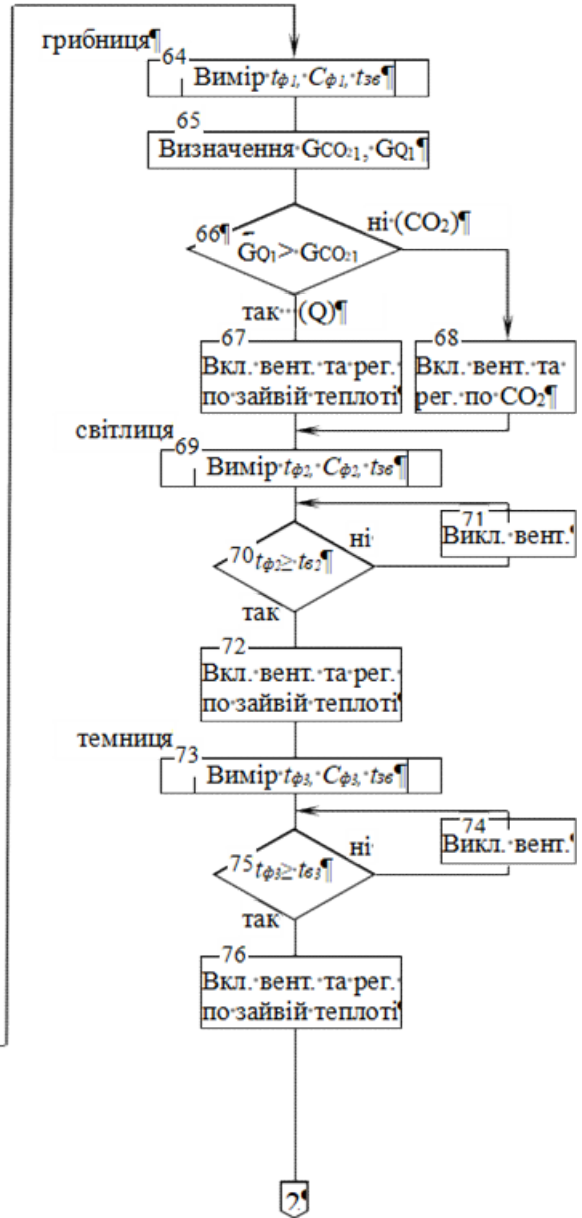 грибниця¶
64
Вимір·tф1,·Cф1,·tзв¶
65
Визначення·GCO21,·GQ1¶
ні·(CO2)¶
66¶
GQ1>·GCO21
так···(Q)¶
67
Вкл.·вент.·та·рег.·
по·зайвій·теплоті¶
68
Вкл.·вент.·та·
рег.·по·CO2¶
світлиця
69
Вимір·tф2,·Cф2,·tзв¶
71
Викл.·вент.¶
ні·
70 tф2≥·tв2¶
так
72
Вкл.·вент.·та·рег.·
по·зайвій·теплоті¶
темниця
73
Вимір·tф3,·Cф3,·tзв¶
74
Викл.·вент.¶
ні·
75 tф3≥·tв3¶
так
76
Вкл.·вент.·та·рег.·
по·зайвій·теплоті¶
2¶